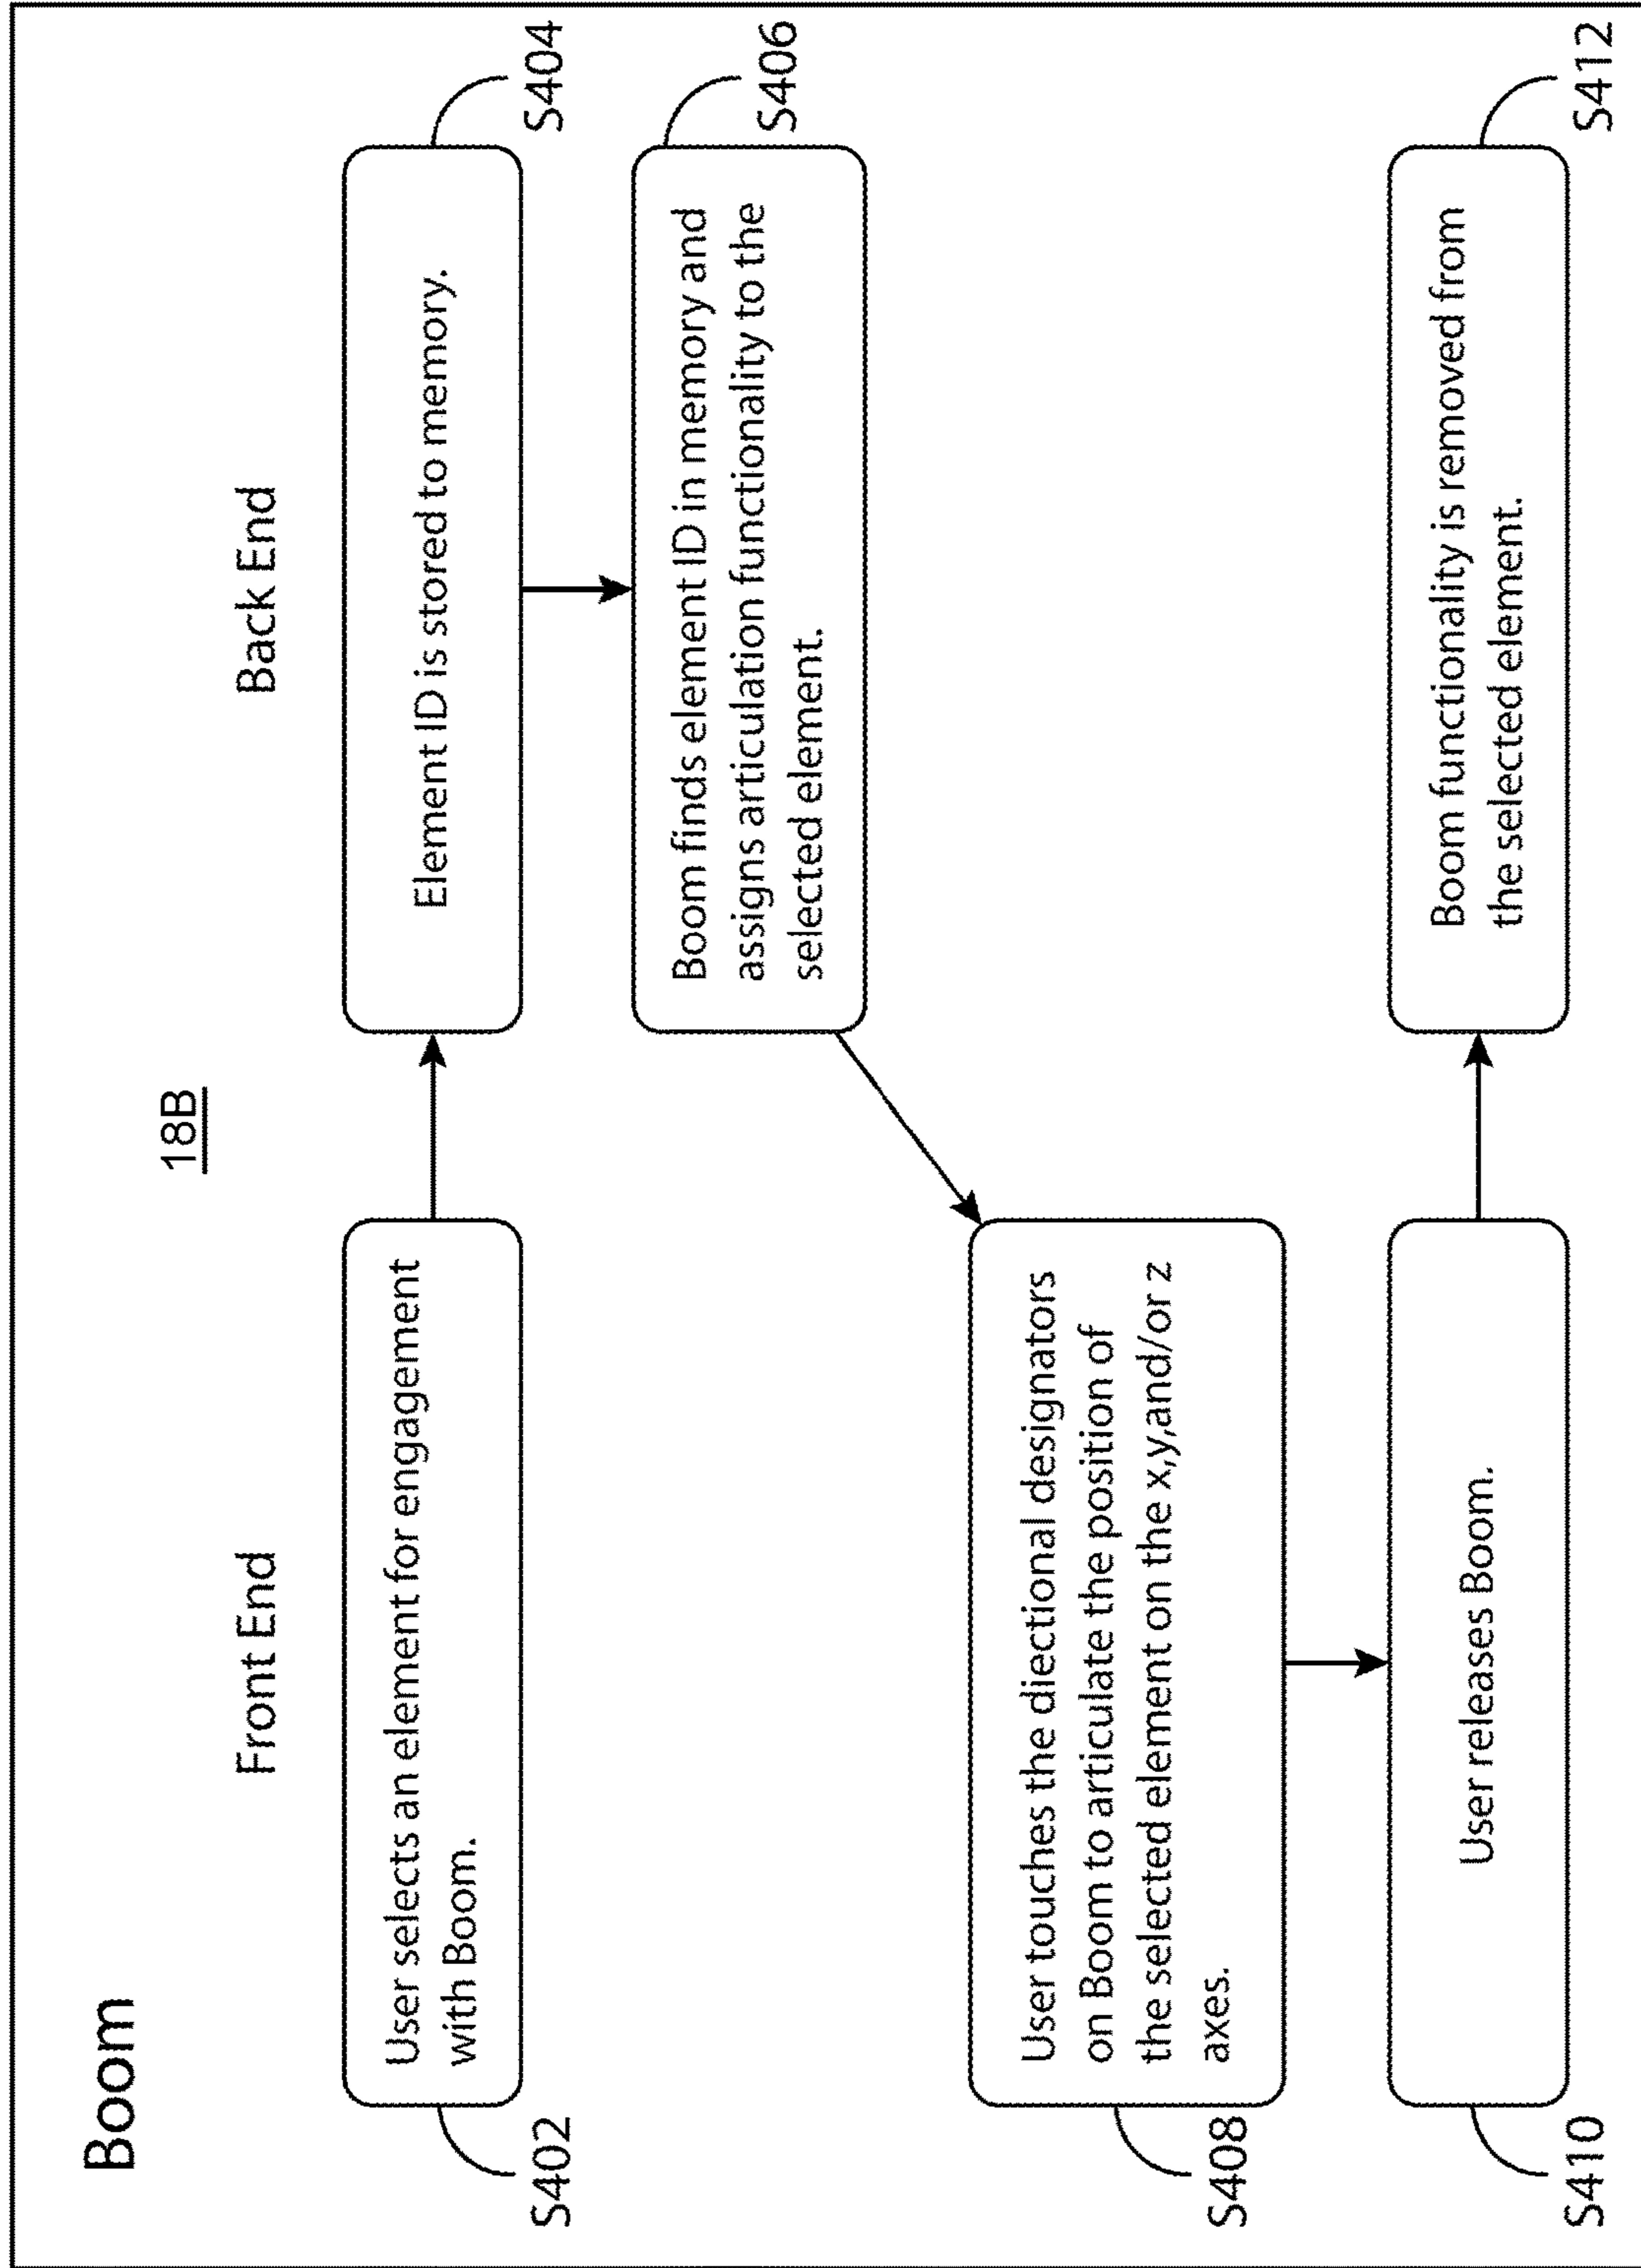 Boom
18B
Front End
Back End
User selects an element for engagement
with Boom.
S402
Element ID is stored to memory.
S404
Boom finds element ID in memory and
assigns articulation functionality to the
selected element.
S406
User touches the diectional designators
on Boom to articulate the position of
the selected element on the x,y,and/or z
axes.
S408
User releases Boom.
S410
Boom functionality is removed from
the selected element.
S412